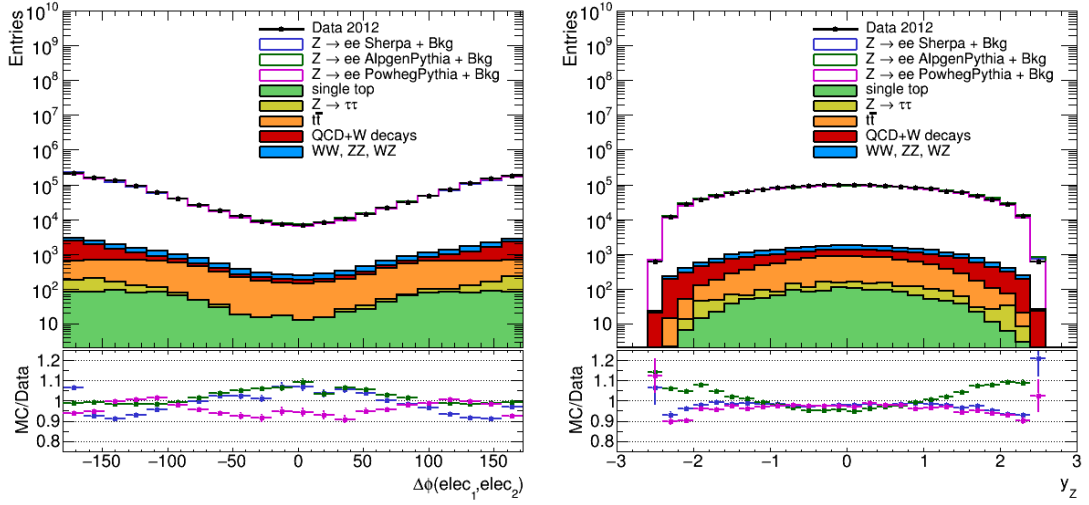 Entries
10^10
10^9
10^8
10^7
10^6
10^5
10^4
10^3
10^2
10
Data 2012
Z → ee Sherpa + Bkg
Z → ee AlpgenPythia + Bkg
Z → ee PowhegPythia + Bkg
single top
Z → ττ
tt̄
QCD+W decays
WW, ZZ, WZ
MC/Data
1.2
1.1
1
0.9
0.8
−150 −100 −50 0 50 100 150
Δϕ(elec_1,elec_2)
Entries
10^10
10^9
10^8
10^7
10^6
10^5
10^4
10^3
10^2
10
Data 2012
Z → ee Sherpa + Bkg
Z → ee AlpgenPythia + Bkg
Z → ee PowhegPythia + Bkg
single top
Z → ττ
tt̄
QCD+W decays
WW, ZZ, WZ
MC/Data
1.2
1.1
1
0.9
0.8
−3 −2 −1 0 1 2 3
y_Z